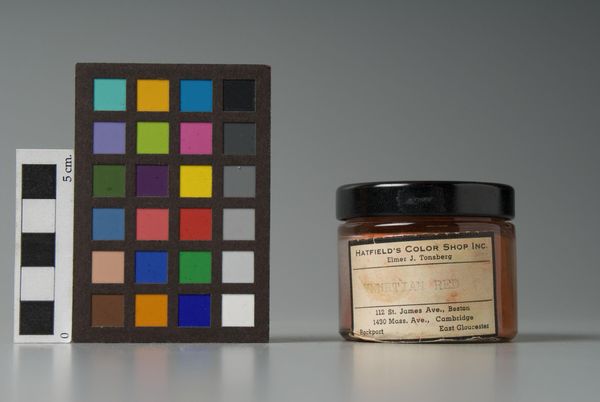 5 cm.
0
HATFIELD'S COLOR SHOP INC.
Elmer J. Tonsberg
VENETIAN RED
112 St. James Ave., Boston
1430 Mass. Ave., Cambridge
Rockport East Gloucester